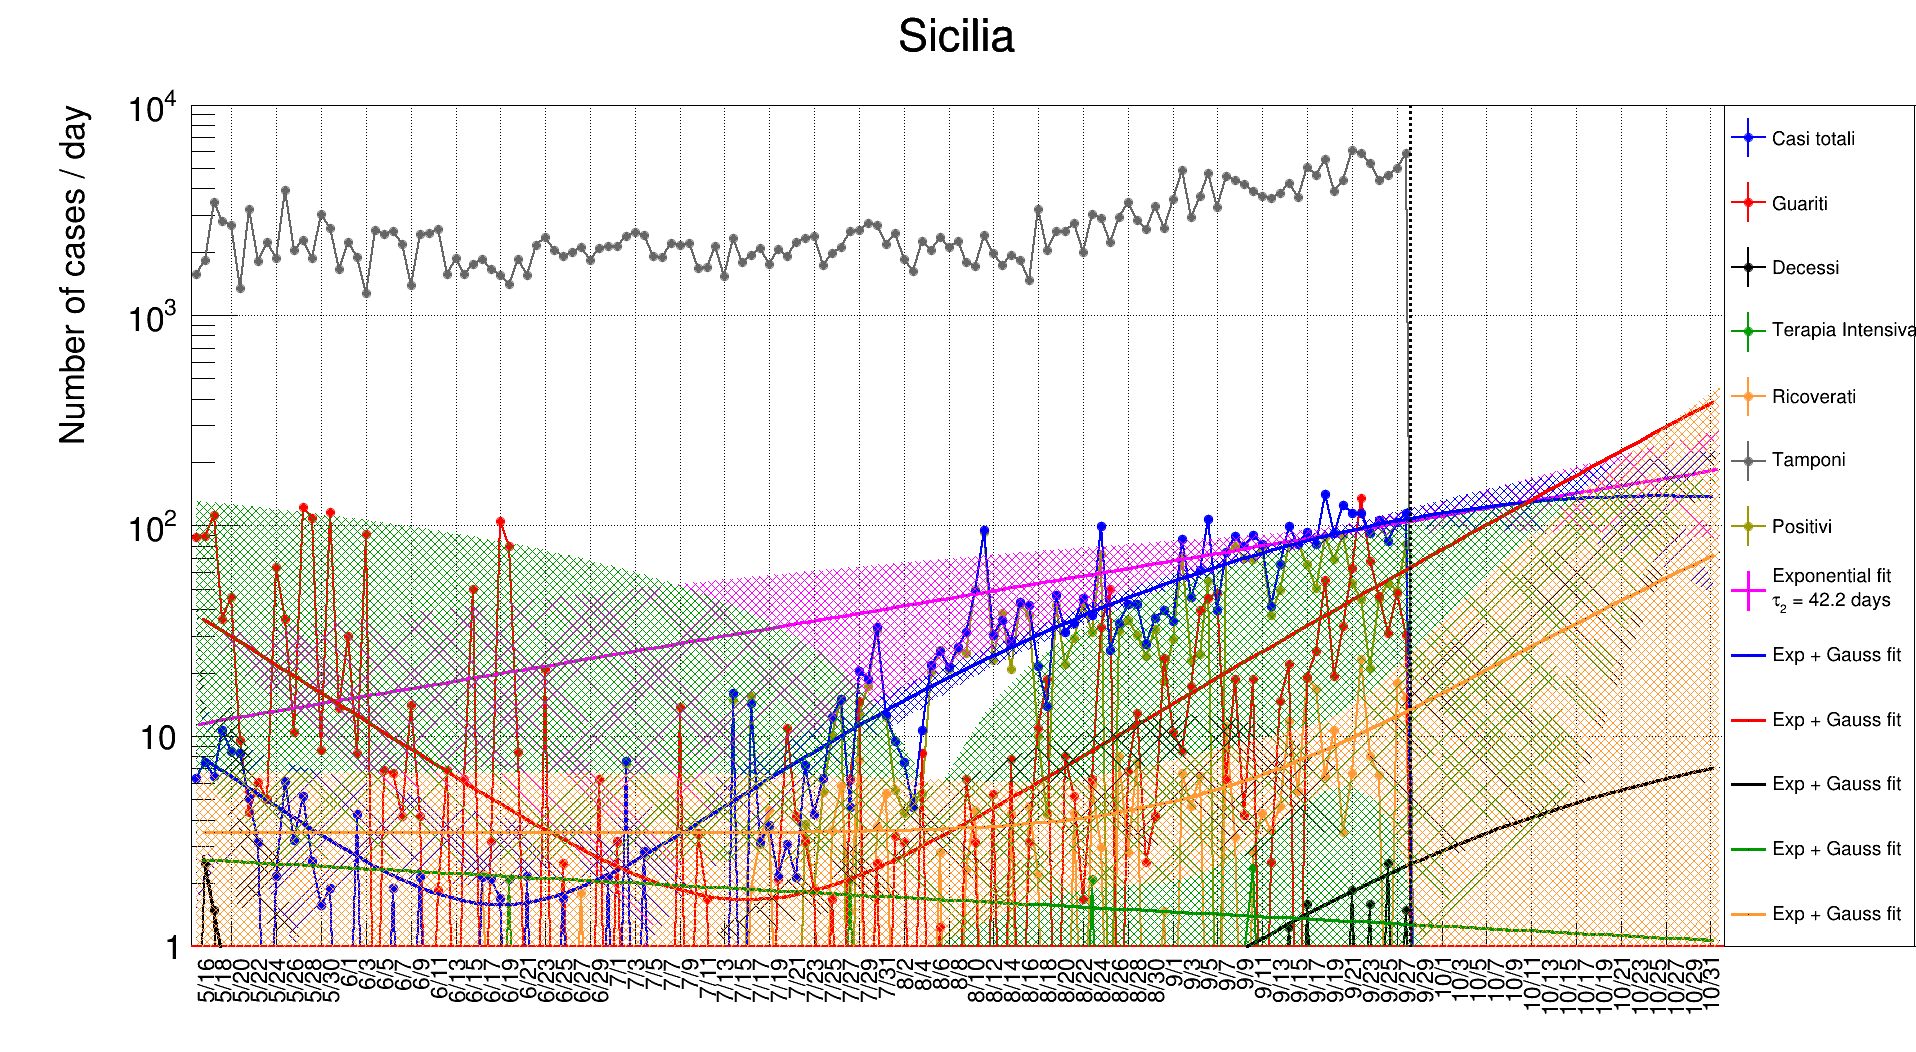 Sicilia
Number of cases / day
10⁴
10³
10²
10
1
5/16 5/18 5/20 5/22 5/24 5/26 5/28 5/30 6/1 6/3 6/5 6/7 6/9 6/11 6/13 6/15 6/17 6/19 6/21 6/23 6/25 6/27 6/29 7/1 7/3 7/5 7/7 7/9 7/11 7/13 7/15 7/17 7/19 7/21 7/23 7/25 7/27 7/29 7/31 8/2 8/4 8/6 8/8 8/10 8/12 8/14 8/16 8/18 8/20 8/22 8/24 8/26 8/28 8/30 9/1 9/3 9/5 9/7 9/9 9/11 9/13 9/15 9/17 9/19 9/21 9/23 9/25 9/27 9/29 10/1 10/3 10/5 10/7 10/9 10/11 10/13 10/15 10/17 10/19 10/21 10/23 10/25 10/27 10/29 10/31
Casi totali
Guariti
Decessi
Terapia Intensiva
Ricoverati
Tamponi
Positivi
Exponential fit
τ₂ = 42.2 days
Exp + Gauss fit
Exp + Gauss fit
Exp + Gauss fit
Exp + Gauss fit
Exp + Gauss fit